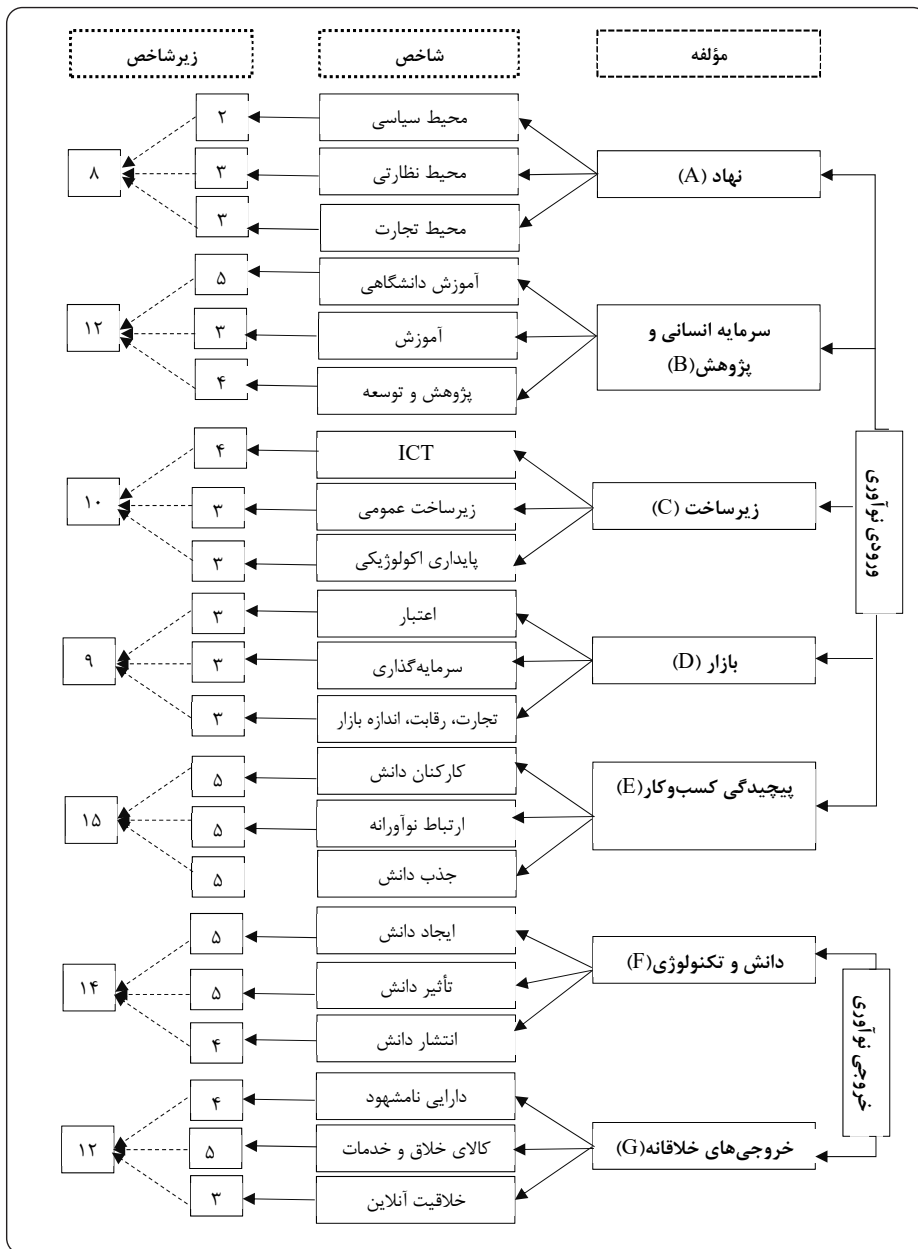 مؤلفه
شاخص
زیرشاخص
ورودی نوآوری
نهاد (A)
محیط سیاسی
۲
محیط نظارتی
۳
محیط تجارت
۳
۸
سرمایه انسانی و
پژوهش(B)
آموزش دانشگاهی
۵
آموزش
۳
پژوهش و توسعه
۴
۱۲
زیرساخت (C)
ICT
۴
زیرساخت عمومی
۳
پایداری اکولوژیکی
۳
۱۰
بازار (D)
اعتبار
۳
سرمایه‌گذاری
۳
تجارت، رقابت، اندازه بازار
۳
۹
پیچیدگی کسب‌وکار(E)
کارکنان دانش
۵
ارتباط نوآورانه
۵
جذب دانش
۵
۱۵
خروجی نوآوری
دانش و تکنولوژی(F)
ایجاد دانش
۵
تأثیر دانش
۵
انتشار دانش
۴
۱۴
خروجی‌های خلاقانه(G)
دارایی نامشهود
۴
کالای خلاق و خدمات
۵
خلاقیت آنلاین
۳
۱۲